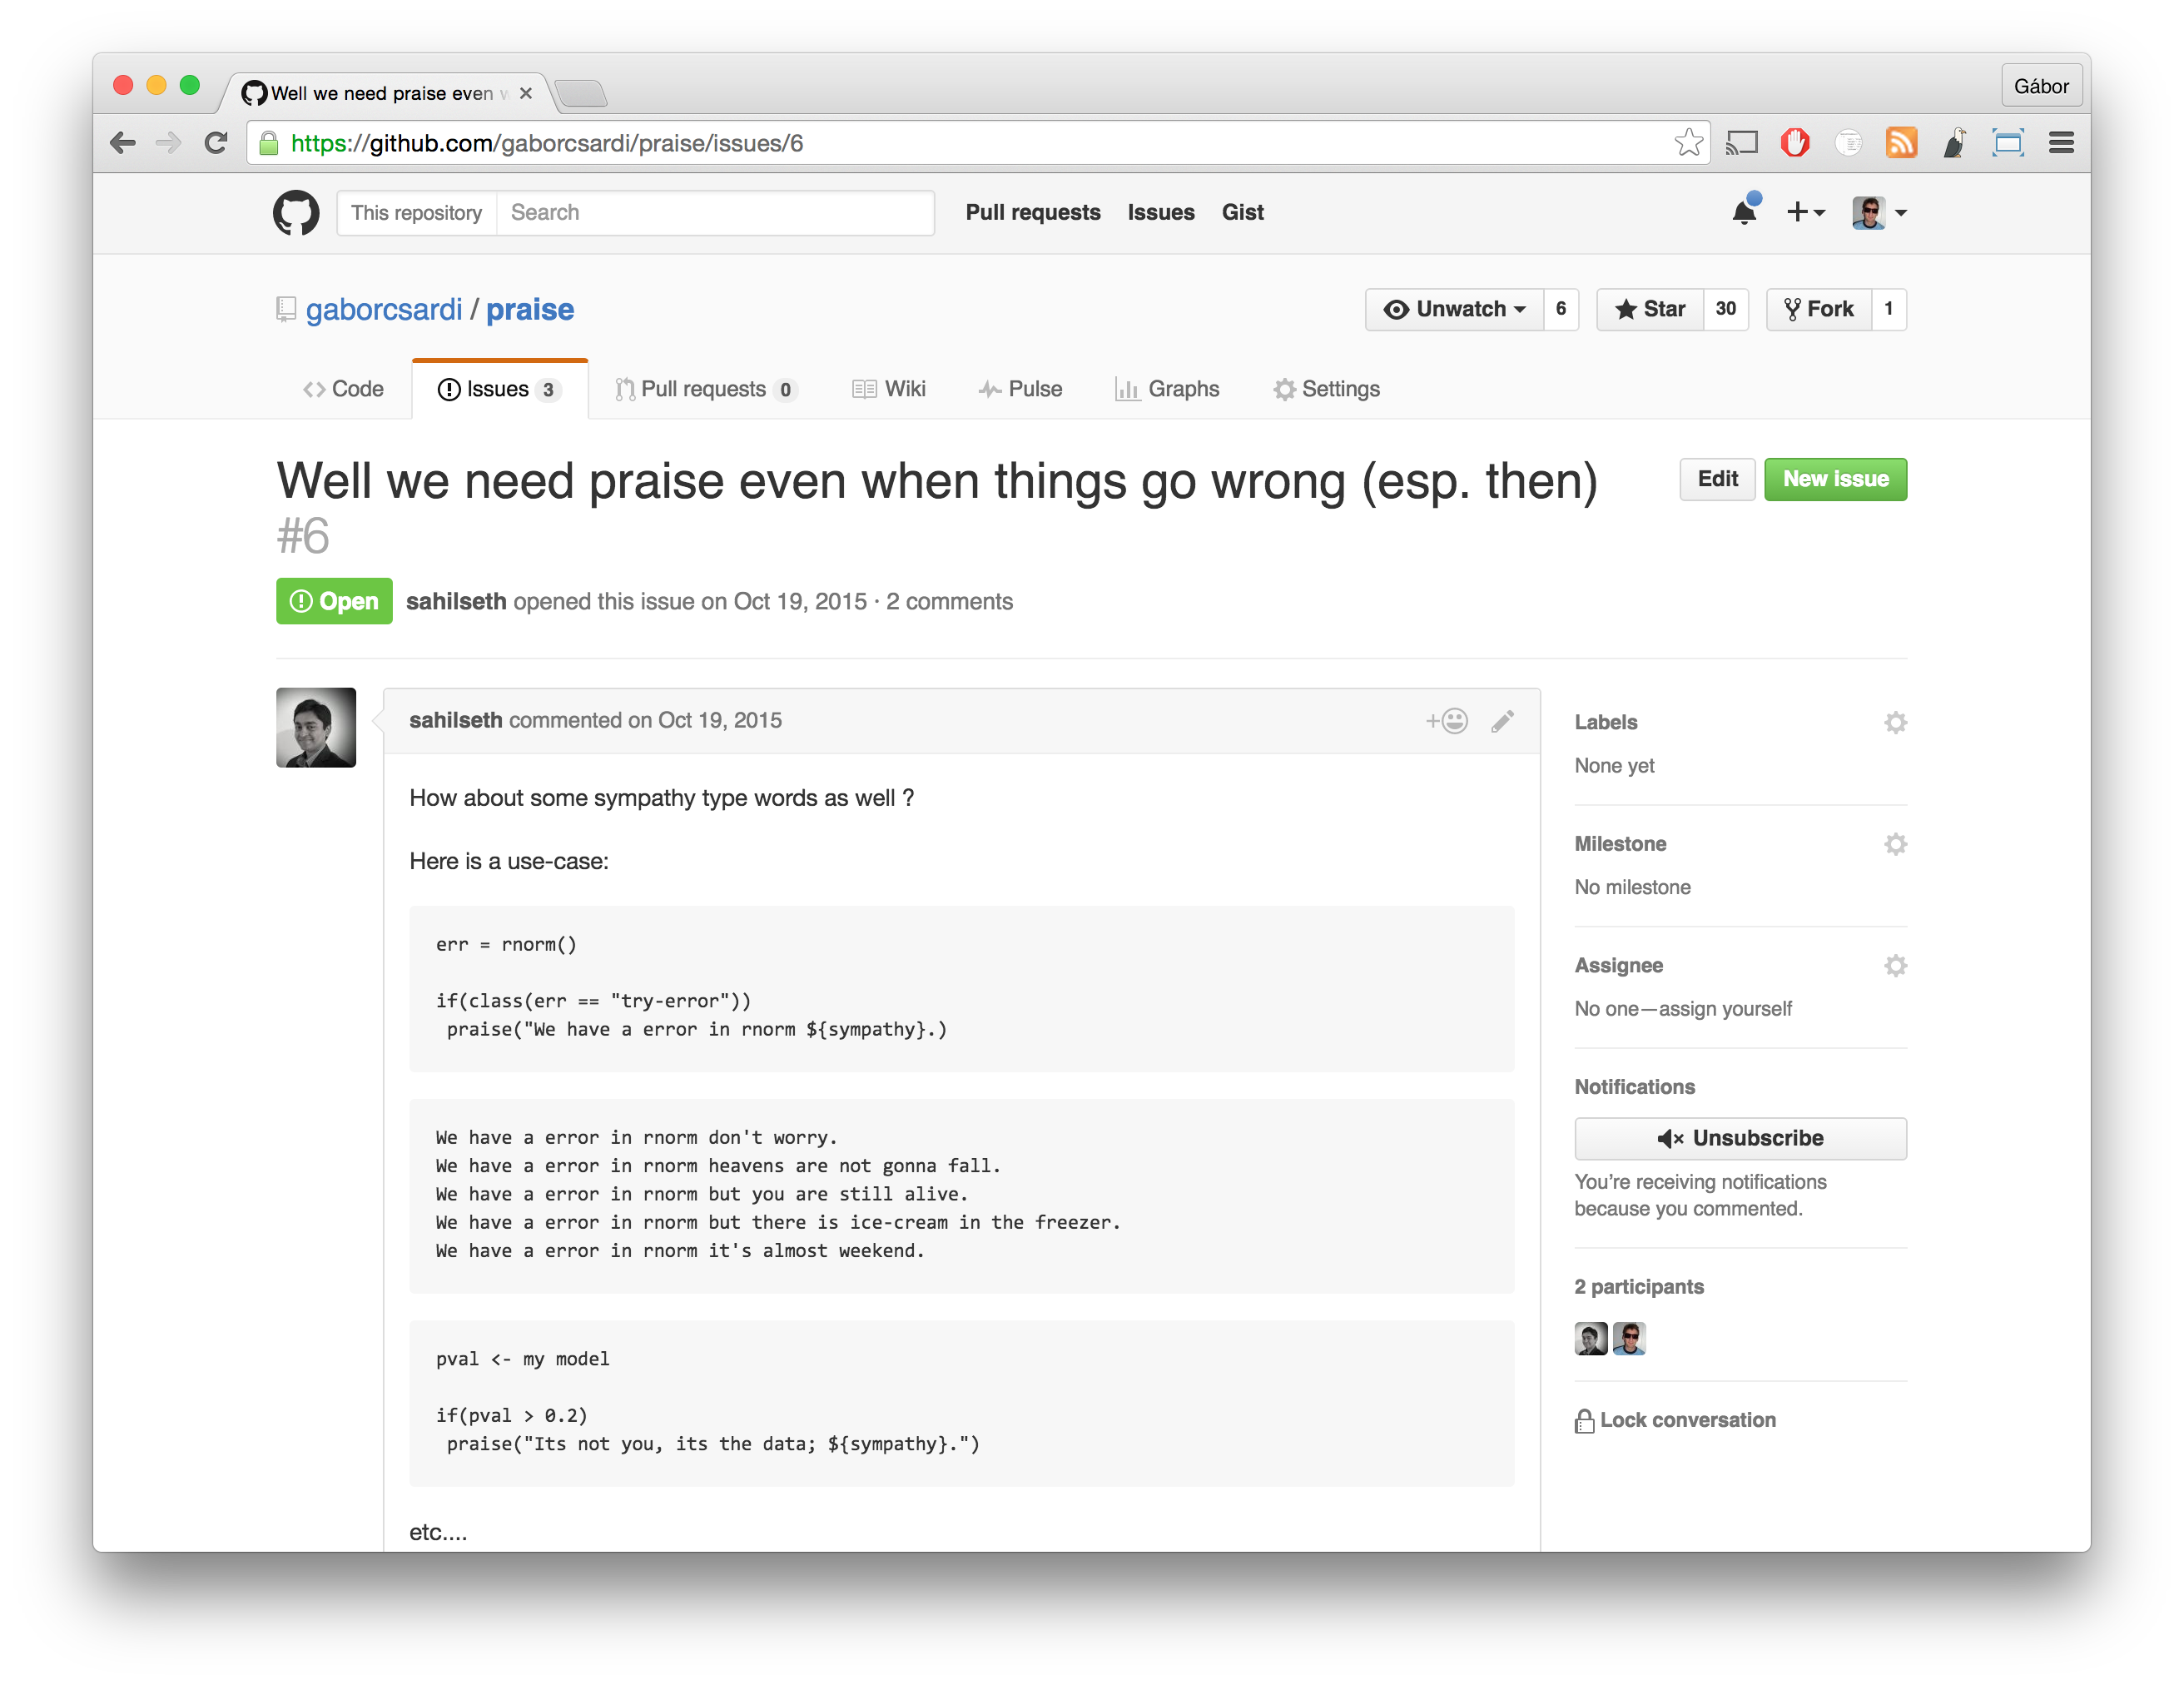 Well we need praise even
Gábor
https://github.com/gaborcsardi/praise/issues/6
This repository Search Pull requests Issues Gist
gaborcsardi / praise Unwatch 6 Star 30 Fork 1
Code Issues 3 Pull requests 0 Wiki Pulse Graphs Settings
Well we need praise even when things go wrong (esp. then)
#6
Edit New issue
Open sahilseth opened this issue on Oct 19, 2015 · 2 comments
sahilseth commented on Oct 19, 2015
How about some sympathy type words as well ?
Here is a use-case:
err = rnorm()
if(class(err == "try-error"))
praise("We have a error in rnorm ${sympathy}.)
We have a error in rnorm don't worry.
We have a error in rnorm heavens are not gonna fall.
We have a error in rnorm but you are still alive.
We have a error in rnorm but there is ice-cream in the freezer.
We have a error in rnorm it's almost weekend.
pval <- my model
if(pval > 0.2)
praise("Its not you, its the data; ${sympathy}.")
etc....
Labels
None yet
Milestone
No milestone
Assignee
No one—assign yourself
Notifications
Unsubscribe
You're receiving notifications
because you commented.
2 participants
Lock conversation